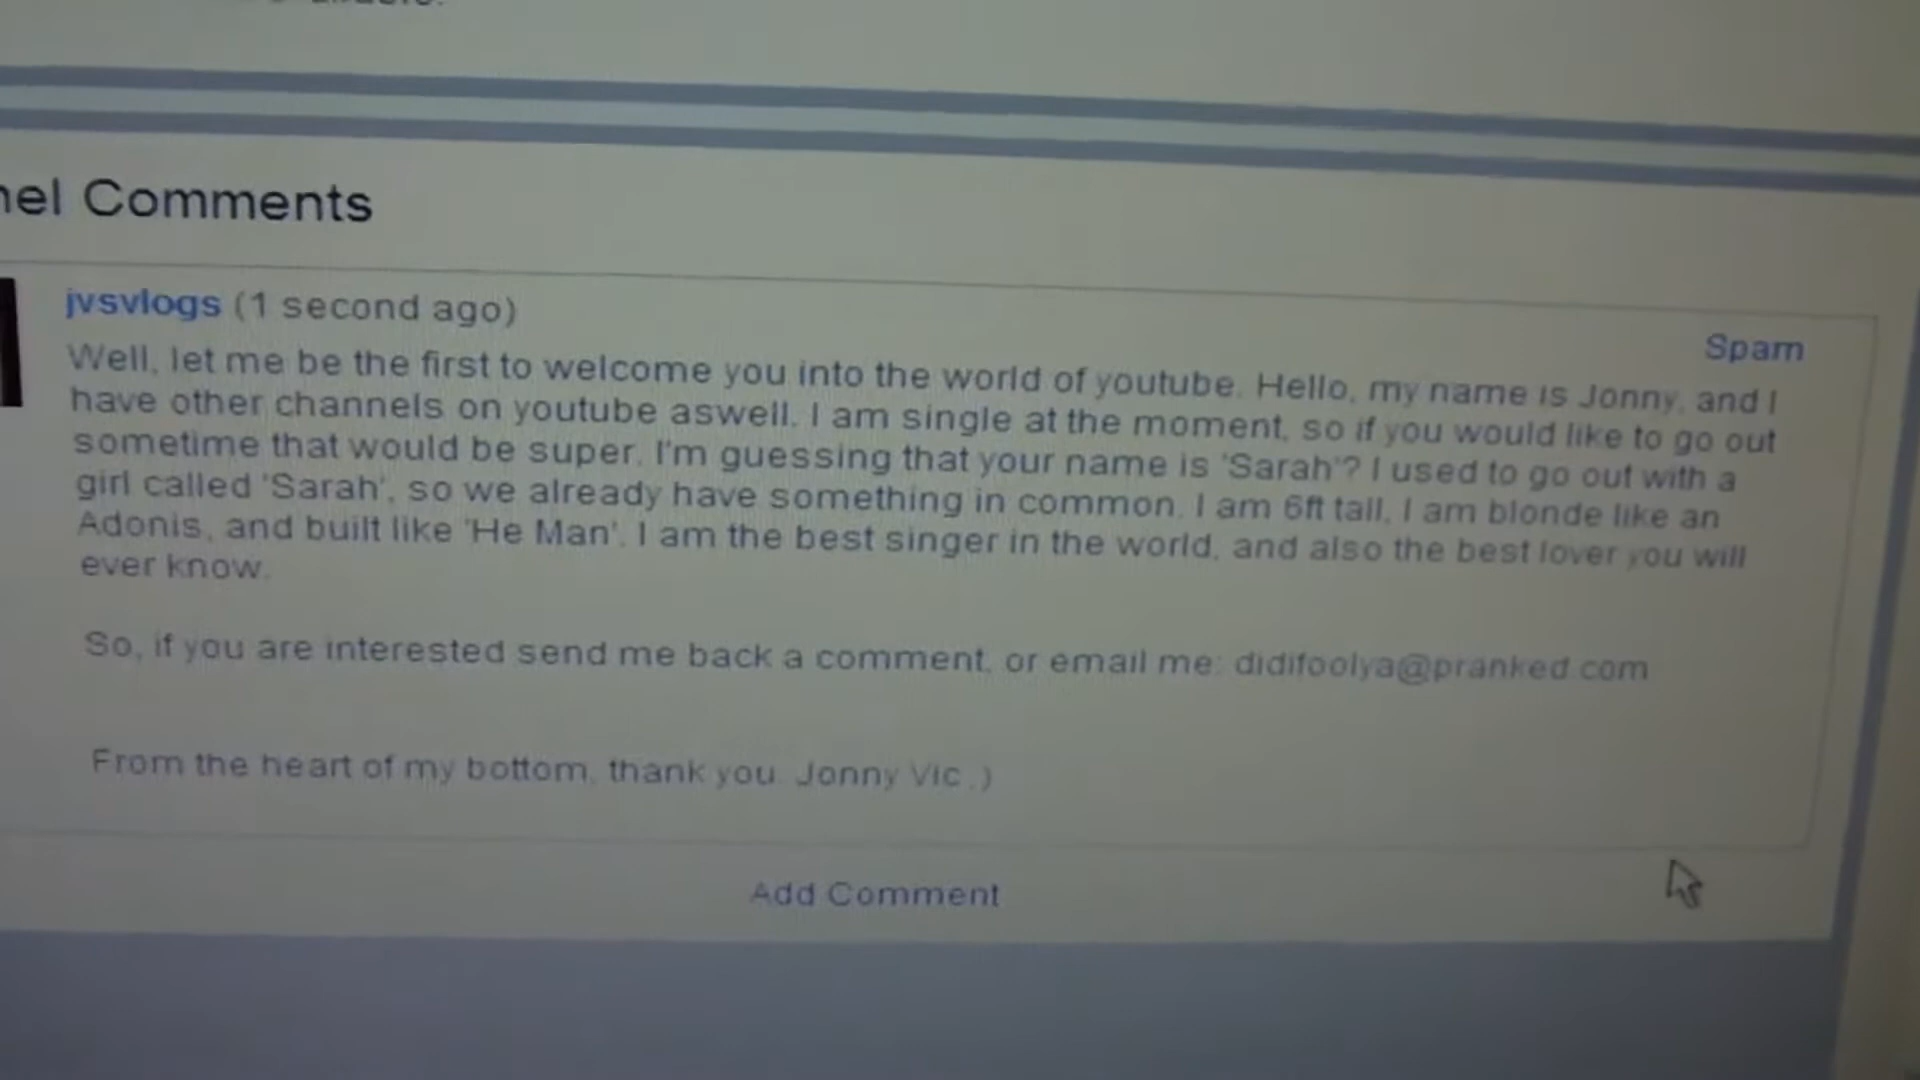 nel Comments
jvsvlogs (1 second ago)
Spam
Well, let me be the first to welcome you into the world of youtube. Hello, my name is Jonny, and I
have other channels on youtube aswell. I am single at the moment, so if you would like to go out
sometime that would be super. I'm guessing that your name is 'Sarah'? I used to go out with a
girl called 'Sarah', so we already have something in common. I am 6ft tall, I am blonde like an
Adonis, and built like 'He Man'. I am the best singer in the world, and also the best lover you will
ever know.
So, if you are interested send me back a comment, or email me: didifoolya@pranked.com
From the heart of my bottom, thank you. Jonny Vic ;)
Add Comment